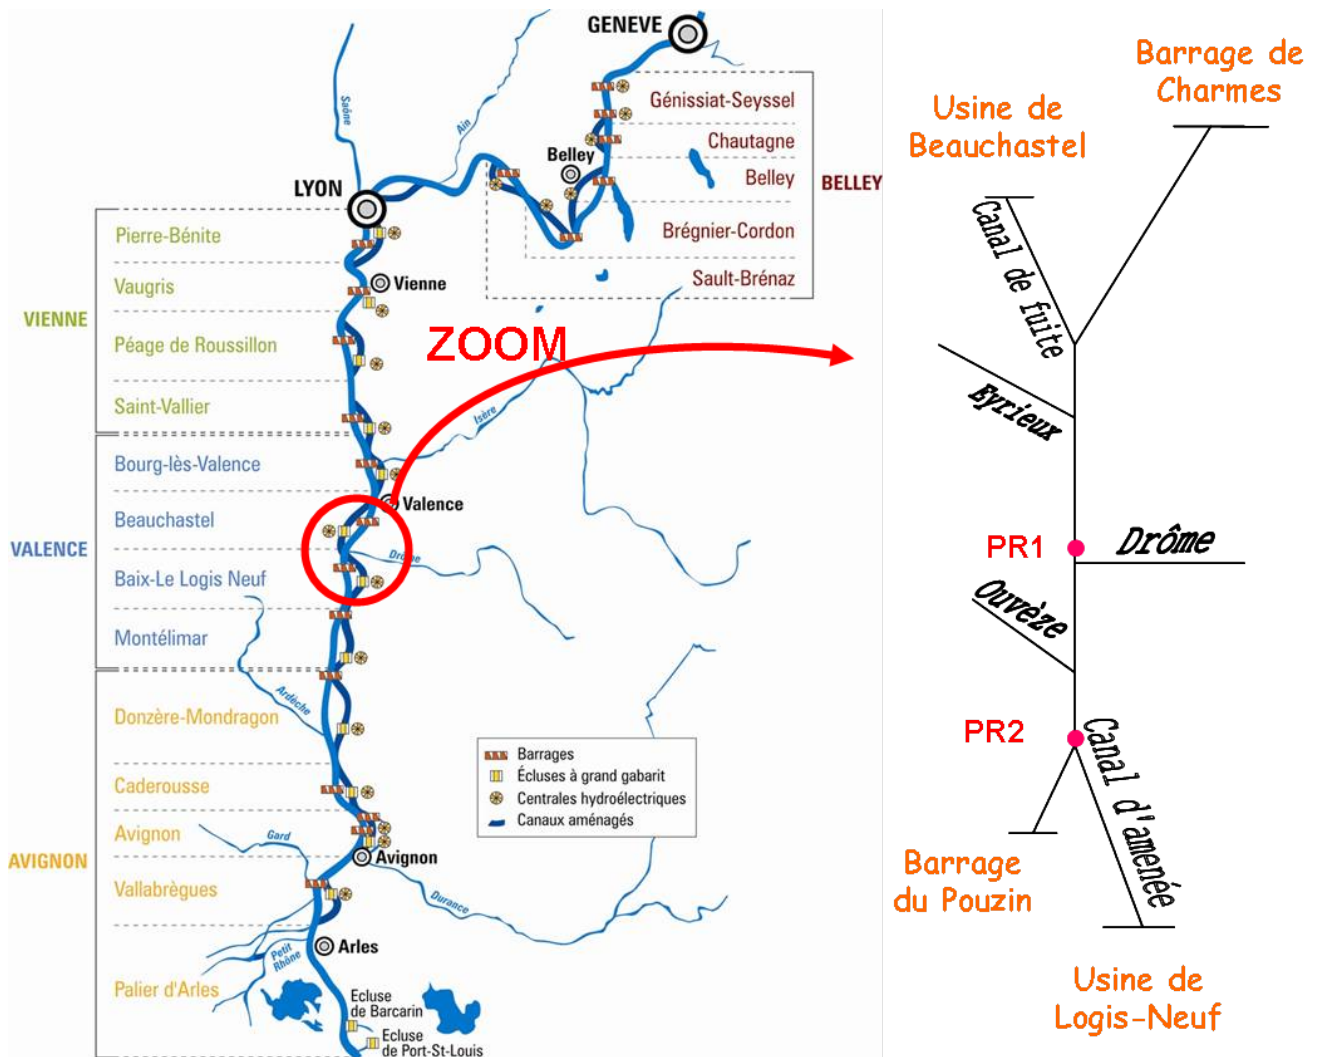 GENEVE
Génissiat-Seyssel
Chautagne
Belley
Belley
BELLEY
Brégnier-Cordon
Sault-Brénaz
Saône
Ain
LYON
Pierre-Bénite
Vaugris
Vienne
VIENNE
Péage de Roussillon
Saint-Vallier
ZOOM
Isère
Bourg-lès-Valence
Valence
Beauchastel
VALENCE
Drôme
Baix-Le Logis Neuf
Montélimar
Ardèche
Donzère-Mondragon
Caderousse
Avignon
Gard
Avignon
AVIGNON
Vallabrègues
Durance
Arles
Petit
Rhône
Palier d'Arles
Ecluse
de Barcarin
Ecluse
de Port-St-Louis
Barrages
Écluses à grand gabarit
Centrales hydroélectriques
Canaux aménagés
Barrage de
Charmes
Usine de
Beauchastel
Canal de fuite
Eyrieux
PR1
Drôme
Ouvèze
PR2
Canal d'amenée
Barrage
du Pouzin
Usine de
Logis-Neuf